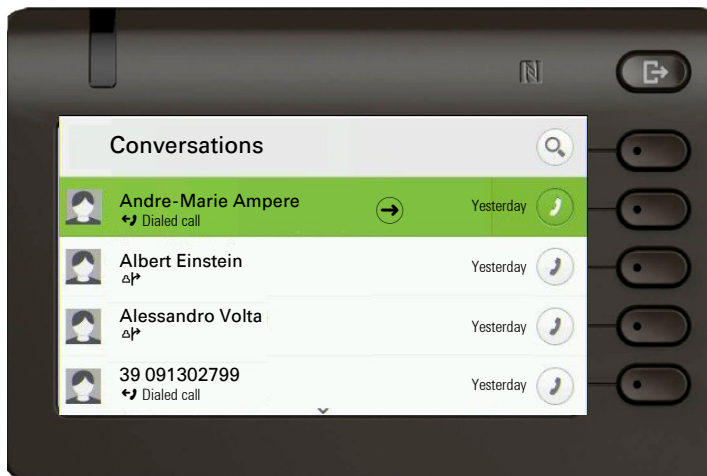 Conversations
Andre-Marie Ampere
Dialed call
Yesterday
Albert Einstein
Yesterday
Alessandro Volta
Yesterday
39 091302799
Dialed call
Yesterday